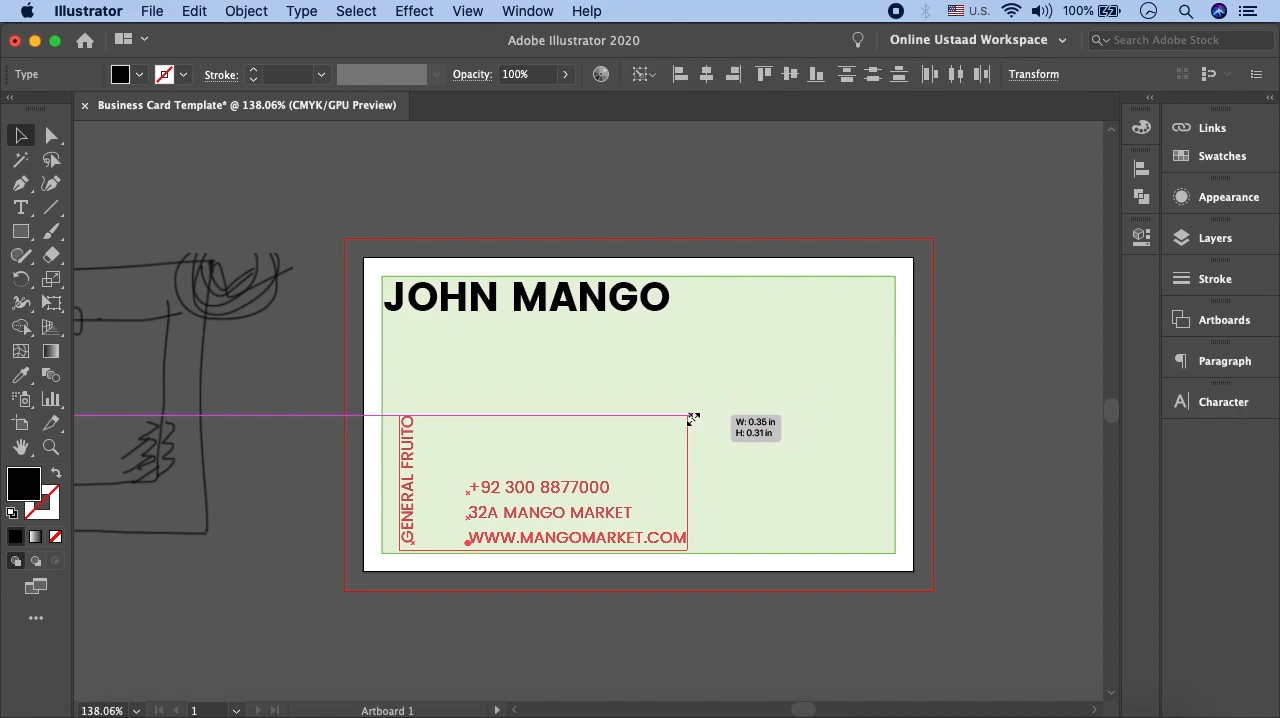 Illustrator File Edit Object Type Select Effect View Window Help U.S. 100%
Adobe Illustrator 2020 Online Ustaad Workspace Search Adobe Stock
Type Stroke: Opacity: 100% Transform
× Business Card Template* @ 138.06% (CMYK/GPU Preview)
Links
Swatches
Appearance
Layers
Stroke
Artboards
Paragraph
Character
JOHN MANGO
GENERAL FRUITO
W: 0.35 in
H: 0.31 in
+92 300 8877000
32A MANGO MARKET
WWW.MANGOMARKET.COM
138.06% 1 Artboard 1